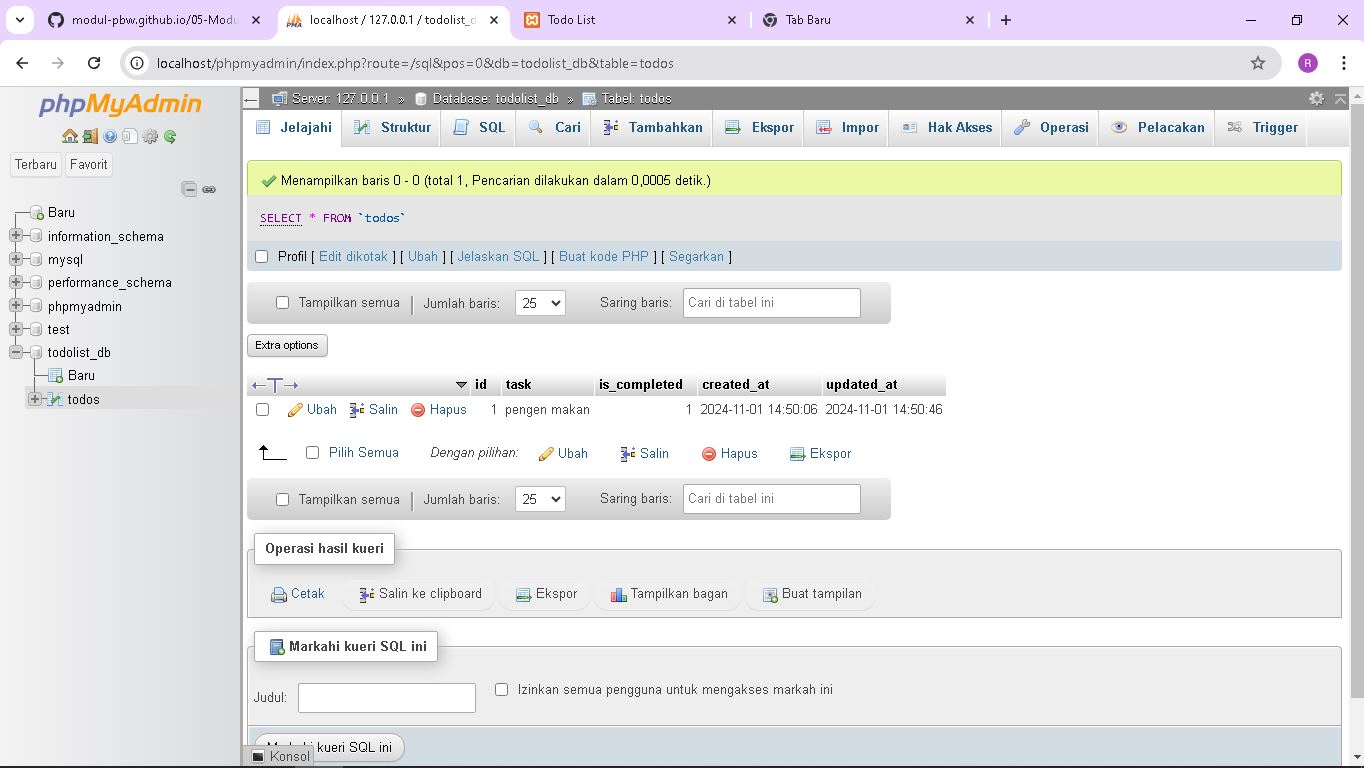 modul-pbw.github.io/05-Modu
localhost / 127.0.0.1 / todolist_d
Todo List
Tab Baru
localhost/phpmyadmin/index.php?route=/sql&pos=0&db=todolist_db&table=todos
R
phpMyAdmin
Terbaru
Favorit
Baru
information_schema
mysql
performance_schema
phpmyadmin
test
todolist_db
Baru
todos
Server: 127.0.0.1 » Database: todolist_db » Tabel: todos
Jelajahi Struktur SQL Cari Tambahkan Ekspor Impor Hak Akses Operasi Pelacakan Trigger
Menampilkan baris 0 - 0 (total 1, Pencarian dilakukan dalam 0,0005 detik.)
SELECT * FROM `todos`
Profil [ Edit dikotak ] [ Ubah ] [ Jelaskan SQL ] [ Buat kode PHP ] [ Segarkan ]
Tampilkan semua | Jumlah baris: 25 Saring baris: Cari di tabel ini
Extra options
id task is_completed created_at updated_at
Ubah Salin Hapus 1 pengen makan 1 2024-11-01 14:50:06 2024-11-01 14:50:46
Pilih Semua Dengan pilihan: Ubah Salin Hapus Ekspor
Tampilkan semua | Jumlah baris: 25 Saring baris: Cari di tabel ini
Operasi hasil kueri
Cetak Salin ke clipboard Ekspor Tampilkan bagan Buat tampilan
Markahi kueri SQL ini
Judul: Izinkan semua pengguna untuk mengakses markah ini
Markahi kueri SQL ini
Konsol